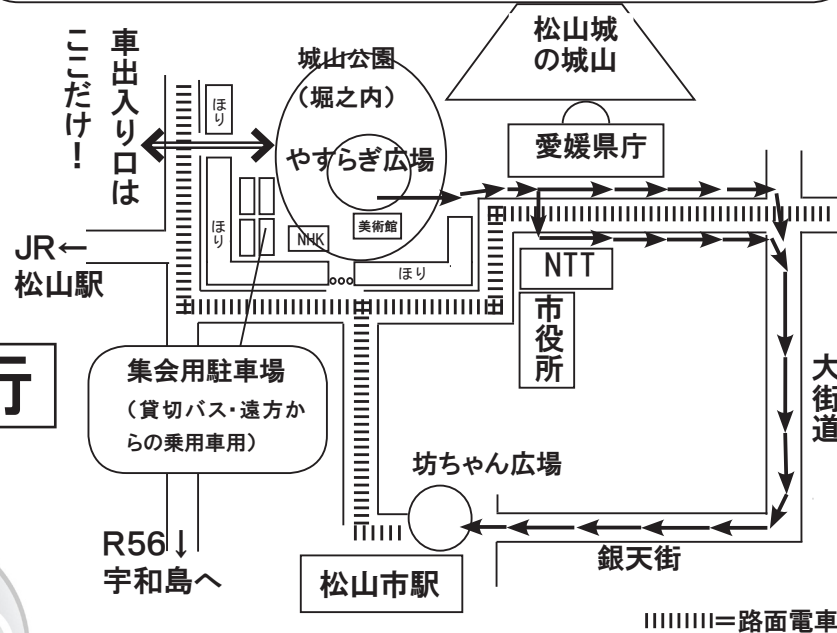 松山城
の城山
車出入り口は
ここだけ！
城山公園
（堀之内）
やすらぎ広場
ほり
愛媛県庁
ほり
美術館
NHK
ほり
JR←
松山駅
NTT
市役所
行
集会用駐車場
（貸切バス・遠方か
らの乗用車用）
大街道
坊ちゃん広場
R56↓
宇和島へ
松山市駅
銀天街
=路面電車